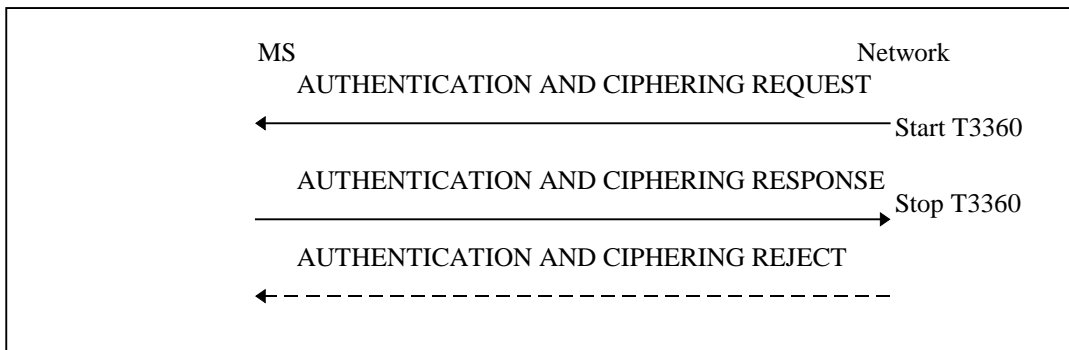 MS Network
AUTHENTICATION AND CIPHERING REQUEST
Start T3360
AUTHENTICATION AND CIPHERING RESPONSE
Stop T3360
AUTHENTICATION AND CIPHERING REJECT